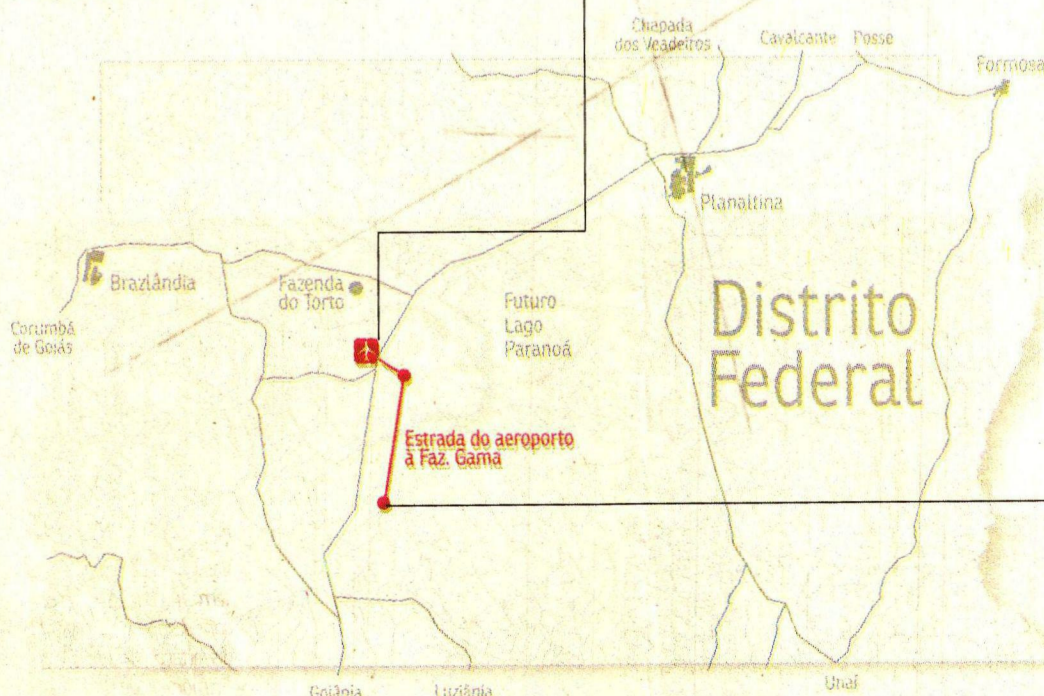 Chapada
dos Veadeiros
Cavalcante
Posse
Formosa
Planaltina
Brazlândia
Fazenda
do Torto
Corumbá
de Goiás
Futuro
Lago
Paranoá
Distrito
Federal
Estrada do aeroporto
à Faz. Gama
Goiânia
Luziânia
Unaí